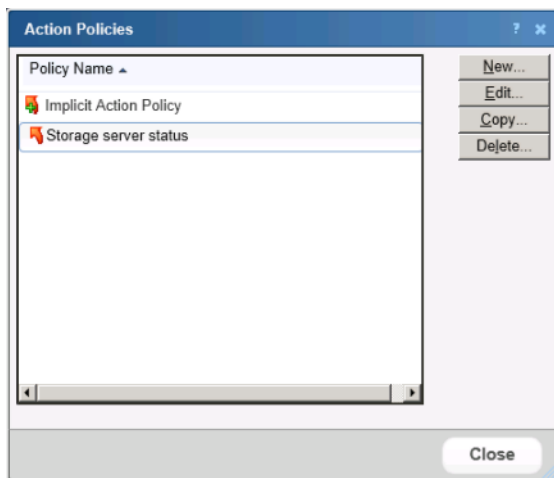 Action Policies ?
Policy Name
New...
Edit...
Implicit Action Policy
Copy...
Storage server status
Delete...
Close